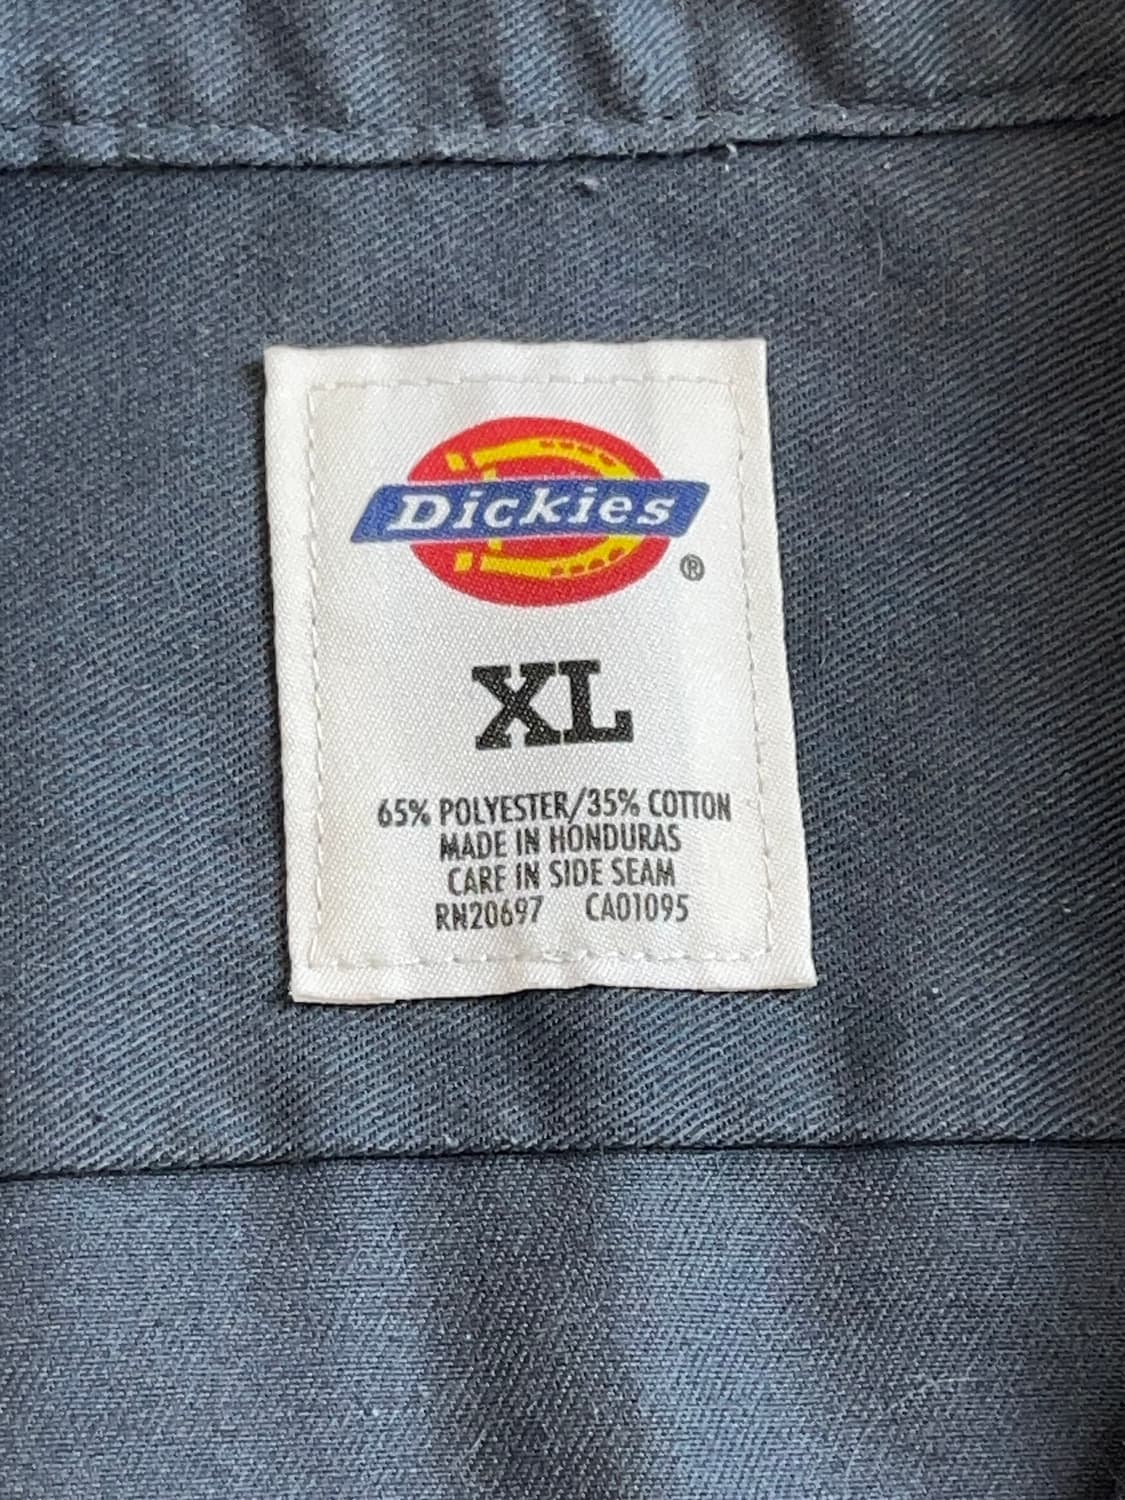 Dickies
®
XL
65% POLYESTER/35% COTTON
MADE IN HONDURAS
CARE IN SIDE SEAM
RN20697 CA01095